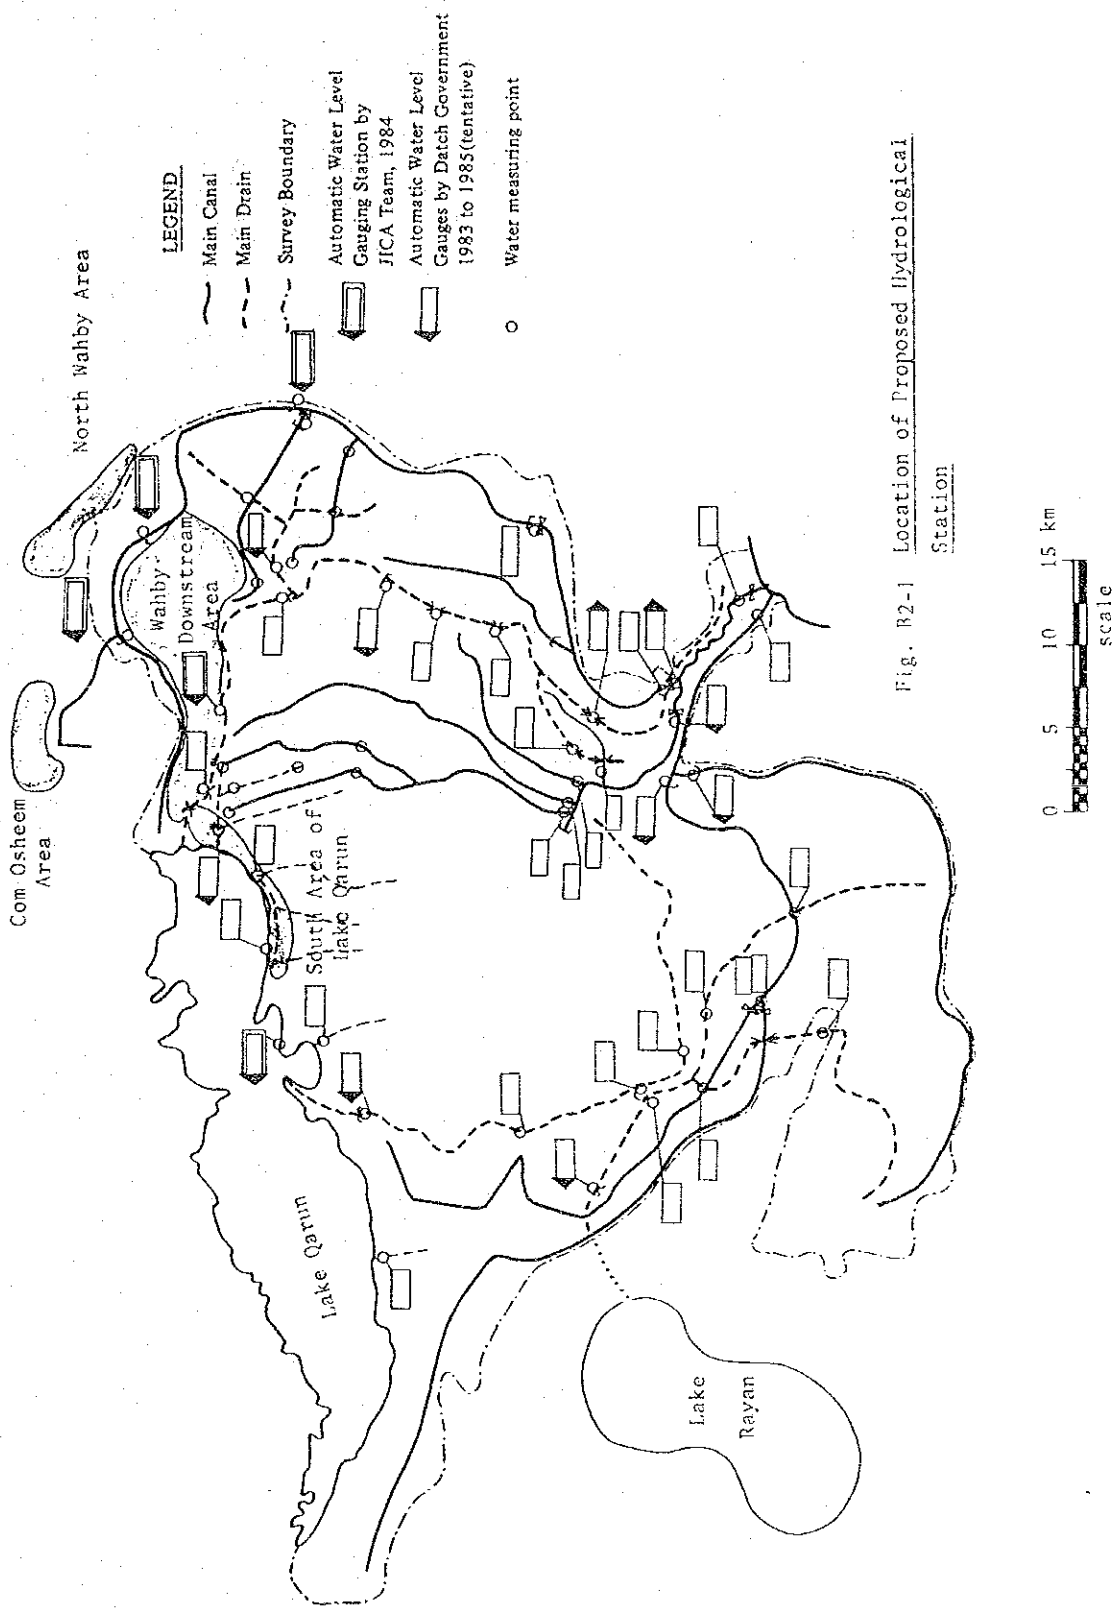 Com Osheem
Area
North Wahby Area
Wahby
Downstream
Area
South Area of
Lake Qarun
Lake Qarun
Lake
Rayan
LEGEND
Main Canal
Main Drain
Survey Boundary
Automatic Water Level
Gauging Station by
JICA Team, 1984
Automatic Water Level
Gauges by Datch Government
1983 to 1985(tentative)
Water measuring point
Fig. B2-1 Location of Proposed Hydrological
Station
0 5 10 15 km
scale